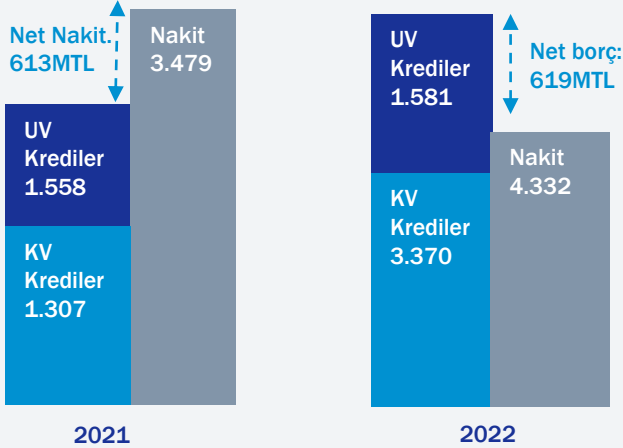 Net Nakit.
613MTL
Nakit
3.479
UV
Krediler
1.558
KV
Krediler
1.307
2021
UV
Krediler
1.581
Net borç:
619MTL
Nakit
4.332
KV
Krediler
3.370
2022